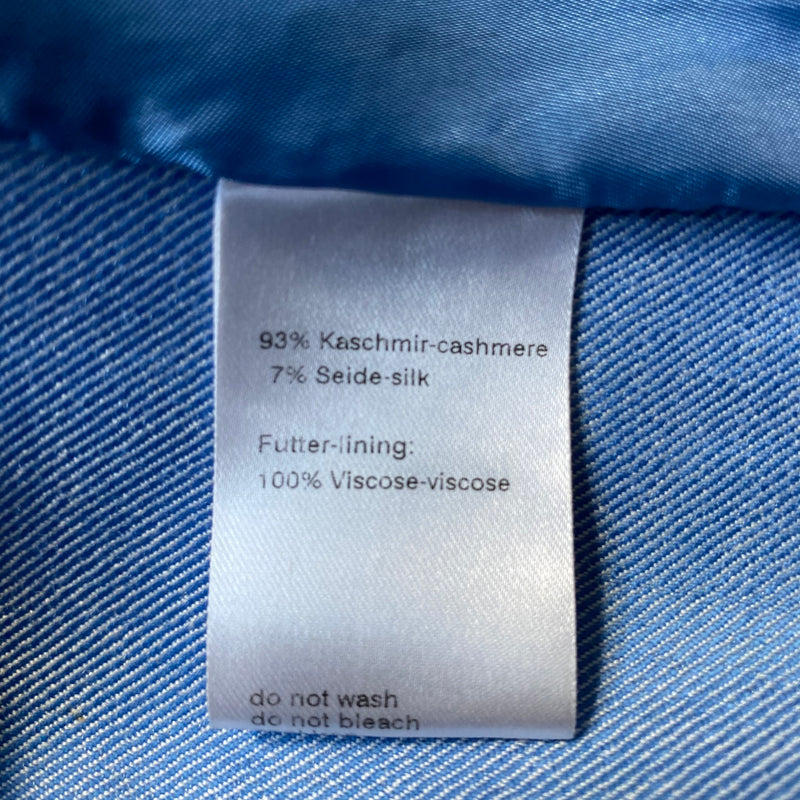 93% Kaschmir-cashmere
7% Seide-silk
Futter-lining:
100% Viscose-viscose
do not wash
do not bleach